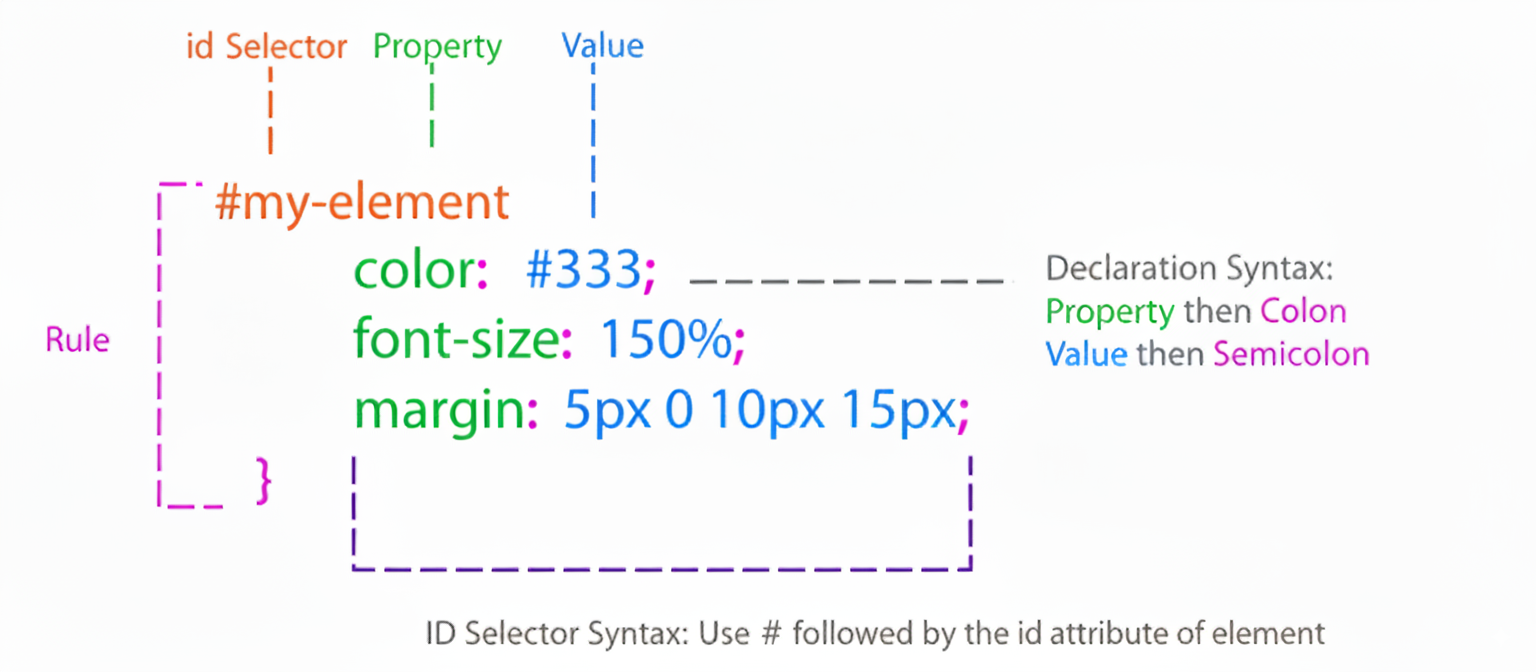 id Selector Property Value
#my-element
color: #333;
font-size: 150%;
margin: 5px 0 10px 15px;
}
Rule
Declaration Syntax:
Property then Colon
Value then Semicolon
ID Selector Syntax: Use # followed by the id attribute of element